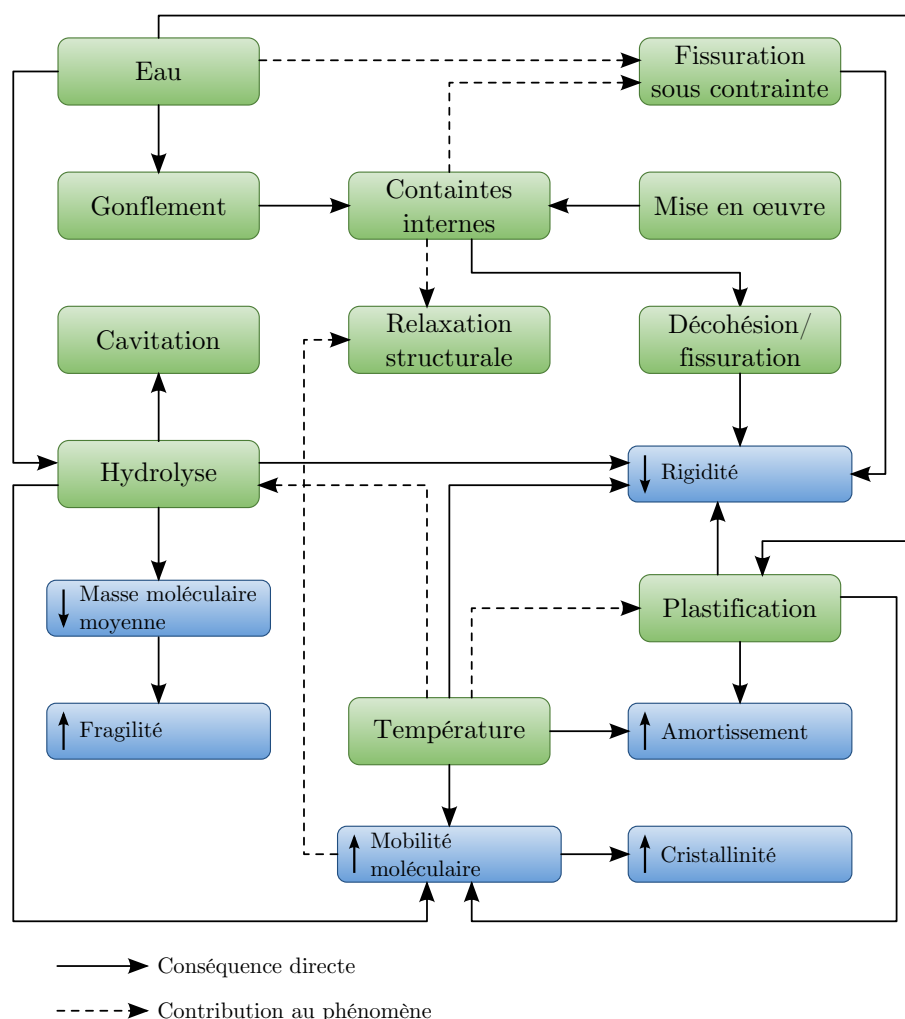 Eau
Fissuration
sous contrainte
Gonflement
Containtes
internes
Mise en œuvre
Cavitation
Relaxation
structurale
Décohésion/
fissuration
Hydrolyse
↓ Rigidité
↓ Masse moléculaire
moyenne
Plastification
↑ Fragilité
Température
↑ Amortissement
↑ Mobilité
moléculaire
↑ Cristallinité
Conséquence directe
Contribution au phénomène